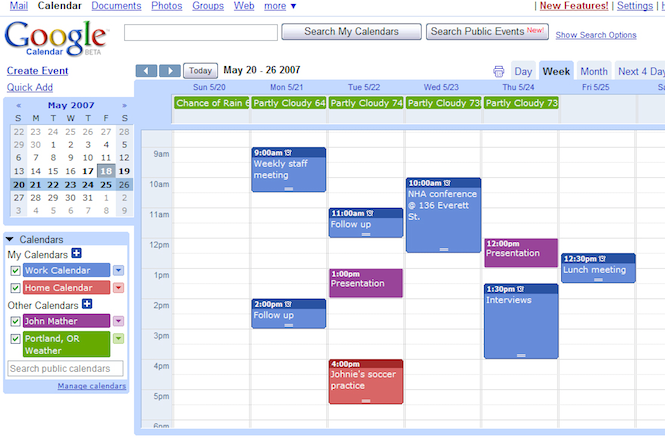 Mail Calendar Documents Photos Groups Web more ▼ | New Features! | Settings |
Google
Calendar BETA
Search My Calendars Search Public Events New! Show Search Options
Create Event
Quick Add
Today May 20 - 26 2007 Day Week Month Next 4 Day
« May 2007 »
S M T W T F S
22 23 24 25 26 27 28
29 30 1 2 3 4 5
6 7 8 9 10 11 12
13 14 15 16 17 18 19
20 21 22 23 24 25 26
27 28 29 30 31 1 2
3 4 5 6 7 8 9
Calendars
My Calendars
Work Calendar
Home Calendar
Other Calendars
John Mather
Portland, OR
Weather
Search public calendars
Manage calendars
Sun 5/20 Mon 5/21 Tue 5/22 Wed 5/23 Thu 5/24 Fri 5/25
Chance of Rain 6 Partly Cloudy 64 Partly Cloudy 74 Partly Cloudy 73 Partly Cloudy 73
9am
10am
11am
12pm
1pm
2pm
3pm
4pm
5pm
6pm
9:00am
Weekly staff
meeting
2:00pm
Follow up
11:00am
Follow up
1:00pm
Presentation
4:00pm
Johnie's soccer
practice
10:00am
NHA conference
@ 136 Everett
St.
12:00pm
Presentation
1:30pm
Interviews
12:30pm
Lunch meeting